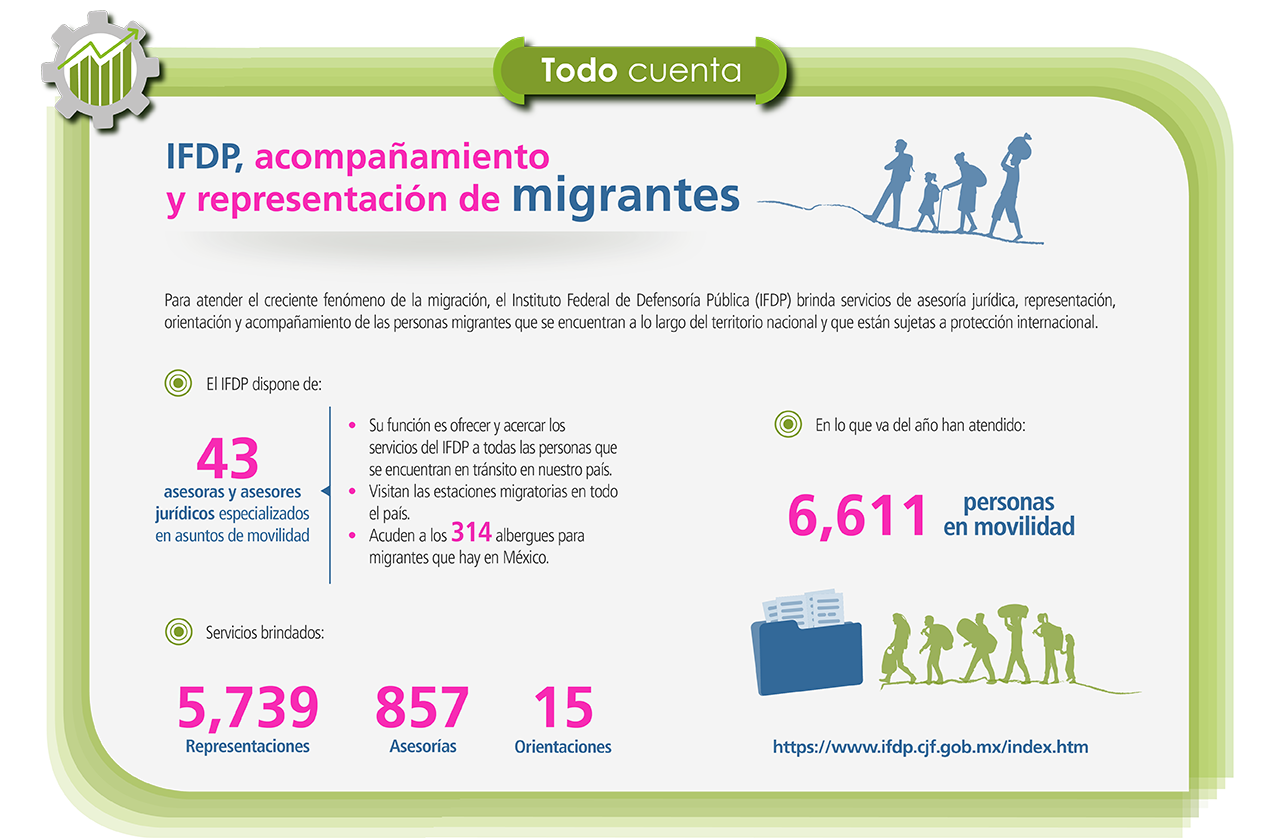 Todo cuenta
IFDP, acompañamiento
y representación de migrantes
Para atender el creciente fenómeno de la migración, el Instituto Federal de Defensoría Pública (IFDP) brinda servicios de asesoría jurídica, representación,
orientación y acompañamiento de las personas migrantes que se encuentran a lo largo del territorio nacional y que están sujetas a protección internacional.
El IFDP dispone de:
43
asesoras y asesores
jurídicos especializados
en asuntos de movilidad
• Su función es ofrecer y acercar los
servicios del IFDP a todas las personas que
se encuentran en tránsito en nuestro país.
• Visitan las estaciones migratorias en todo
el país.
• Acuden a los 314 albergues para
migrantes que hay en México.
En lo que va del año han atendido:
6,611 personas
en movilidad
Servicios brindados:
5,739
Representaciones
857
Asesorías
15
Orientaciones
https://www.ifdp.cjf.gob.mx/index.htm